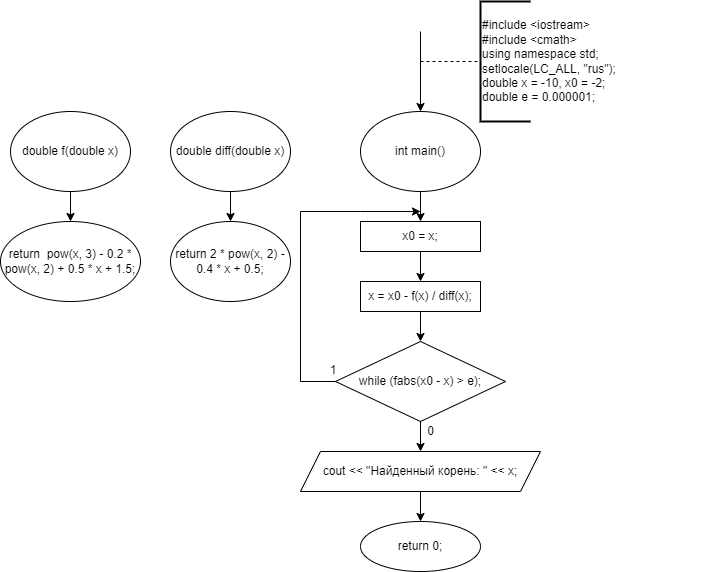 #include <iostream>
#include <cmath>
using namespace std;
setlocale(LC_ALL, "rus");
double x = -10, x0 = -2;
double e = 0.000001;
double f(double x)
double diff(double x)
int main()
return  pow(x, 3) - 0.2 *
pow(x, 2) + 0.5 * x + 1.5;
return 2 * pow(x, 2) -
0.4 * x + 0.5;
x0 = x;
x = x0 - f(x) / diff(x);
1
while (fabs(x0 - x) > e);
0
cout << "Найденный корень: " << x;
return 0;